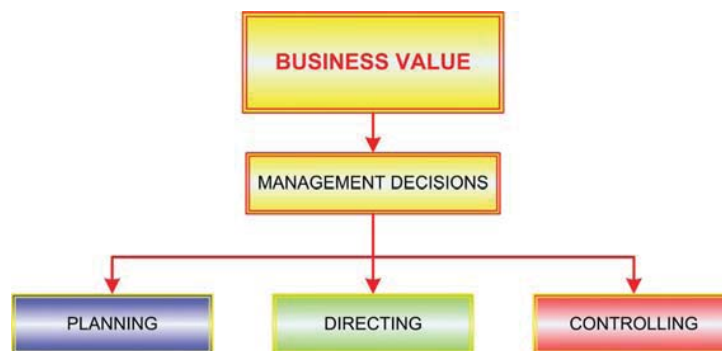 BUSINESS VALUE
MANAGEMENT DECISIONS
PLANNING
DIRECTING
CONTROLLING